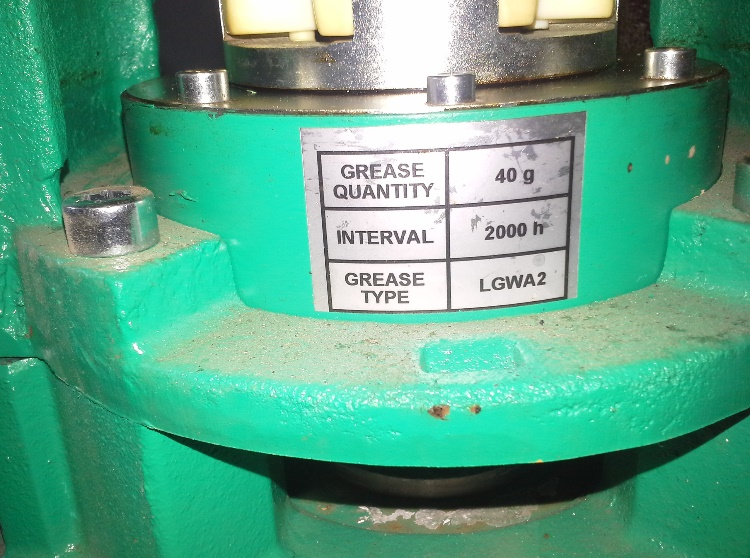 GREASE
QUANTITY
40 g
INTERVAL
2000 h
GREASE
TYPE
LGWA2